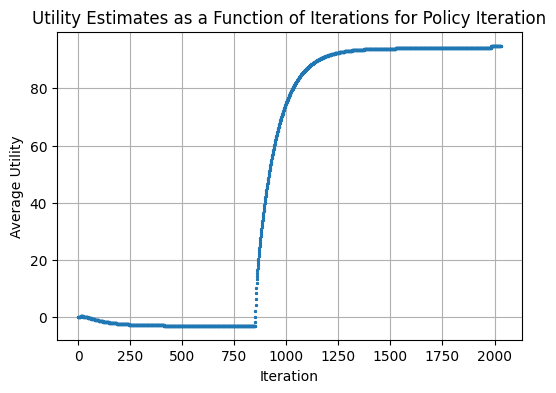 Utility Estimates as a Function of Iterations for Policy Iteration
Average Utility
80
60
40
20
0
0 250 500 750 1000 1250 1500 1750 2000
Iteration